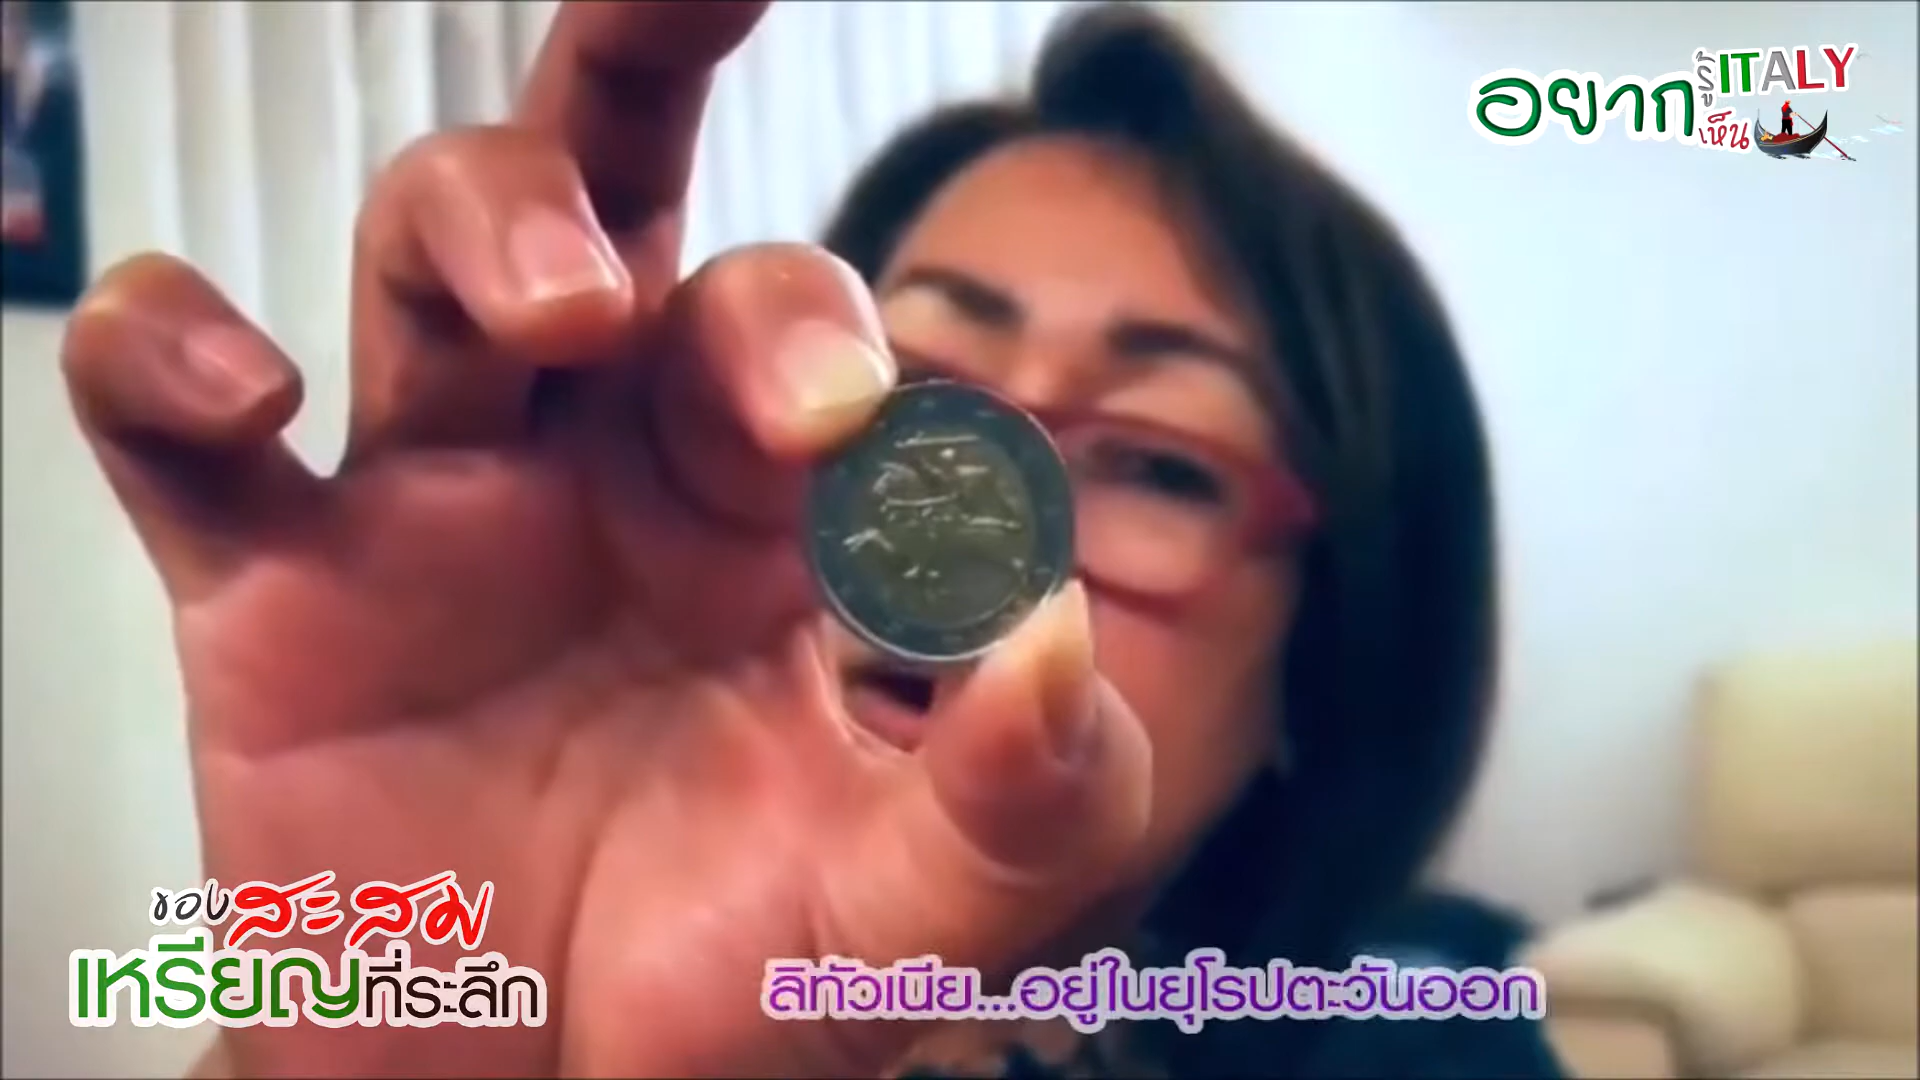 อยากรู้ ITALY
เห็น
ของสะสม
เหรียญที่ระลึก
ลิทัวเนีย...อยู่ในยุโรปตะวันออก